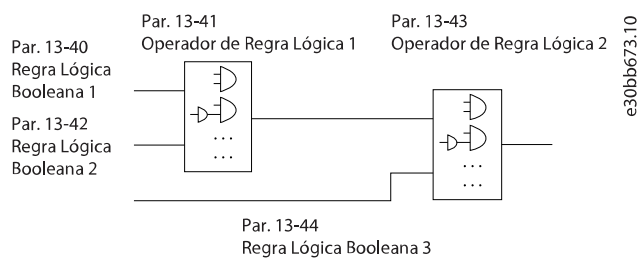 Par. 13-41
Operador de Regra Lógica 1
Par. 13-43
Operador de Regra Lógica 2
Par. 13-40
Regra Lógica
Booleana 1
Par. 13-42
Regra Lógica
Booleana 2
...
...
...
...
Par. 13-44
Regra Lógica Booleana 3
e30bb673.10